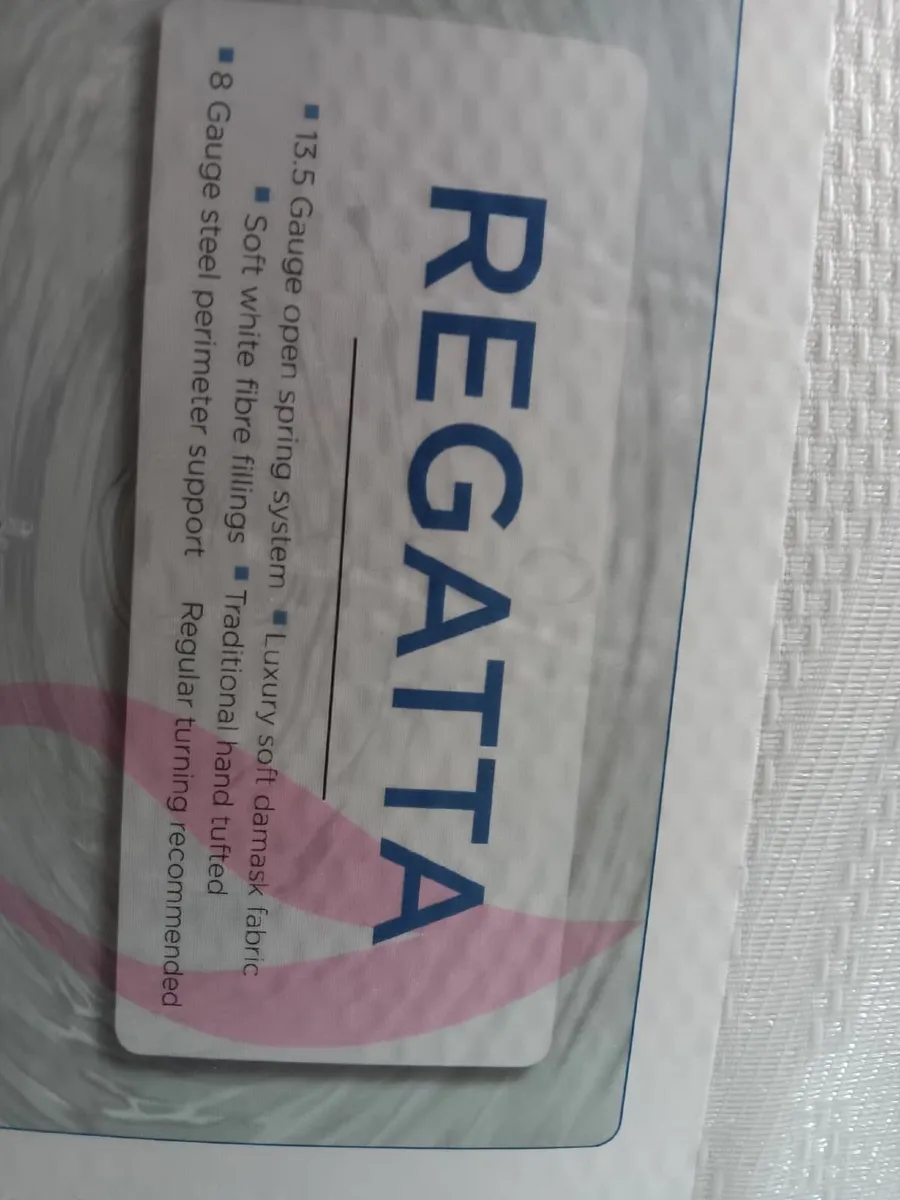 REGATTA
▪ 13.5 Gauge open spring system ▪ Luxury soft damask fabric
▪ Soft white fibre fillings ▪ Traditional hand tufted
▪ 8 Gauge steel perimeter support Regular turning recommended